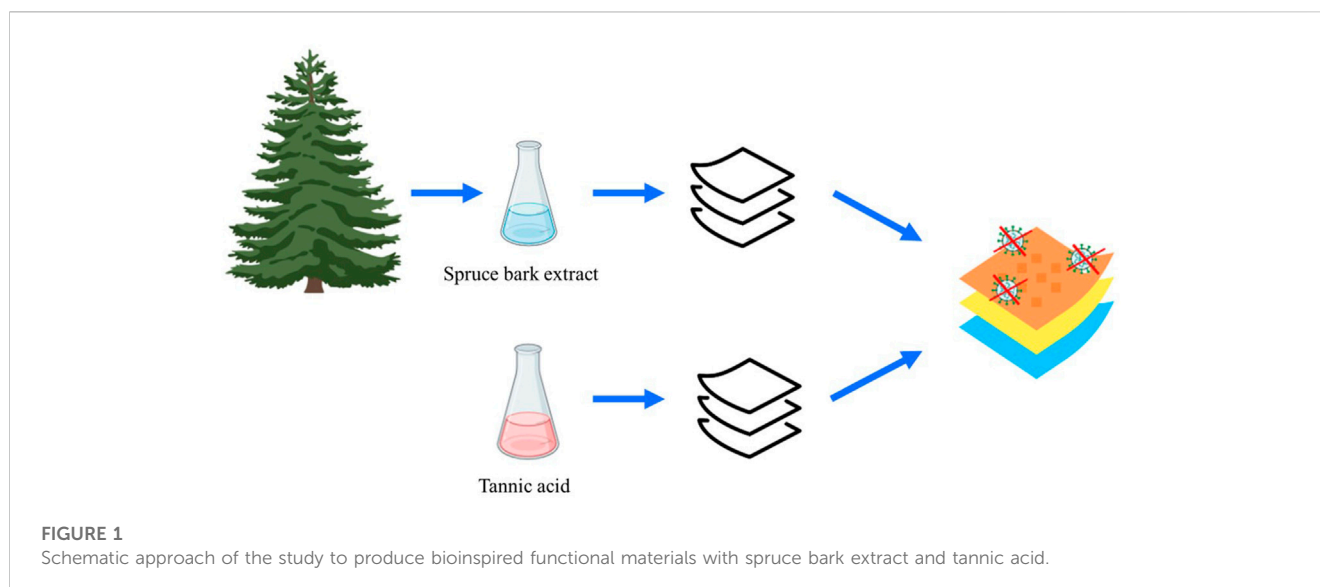 Spruce bark extract
Tannic acid
FIGURE 1
Schematic approach of the study to produce bioinspired functional materials with spruce bark extract and tannic acid.